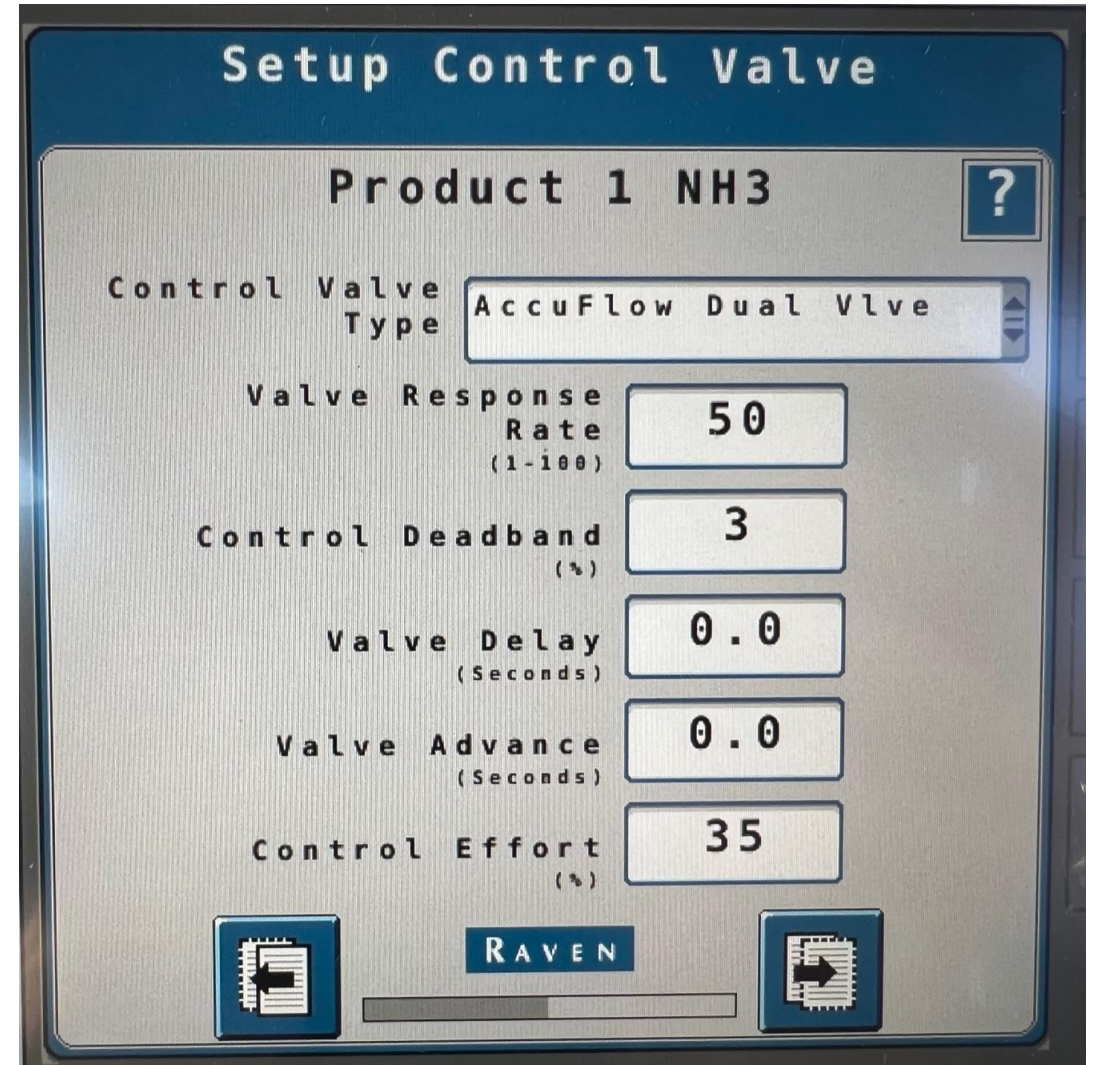 Setup Control Valve
Product 1 NH3
?
Control Valve
Type
AccuFlow Dual Vlve
Valve Response
Rate
(1-100)
50
Control Deadband
(%)
3
Valve Delay
(Seconds)
0.0
Valve Advance
(Seconds)
0.0
Control Effort
(%)
35
RAVEN